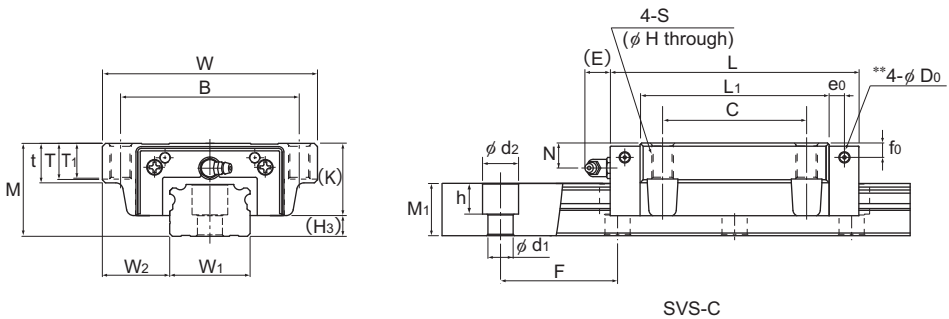 W
B
t
T
T1
(K)
M
(H3)
W2
W1
4-S
(φ H through)
(E)
L
L1
e0
**4-φ D0
C
N
f0
φ d2
h
M1
φ d1
F
SVS-C